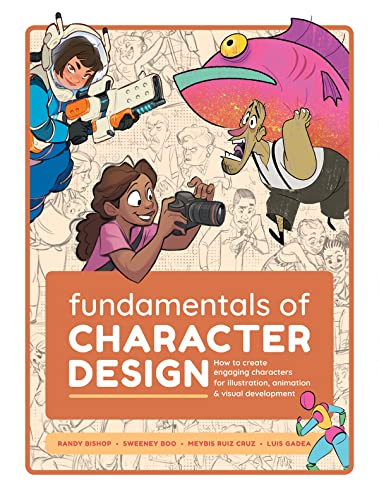 fundamentals of
CHARACTER
DESIGN
How to create
engaging characters
for illustration, animation
& visual development
RANDY BISHOP • SWEENEY BOO • MEYBIS RUIZ CRUZ • LUIS GADEA